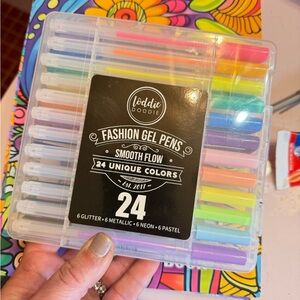 loddie
DOODIE
FASHION GEL PENS
SMOOTH FLOW
24 UNIQUE COLORS
EST. 2017
24
6 GLITTER • 6 METALLIC • 6 NEON • 6 PASTEL